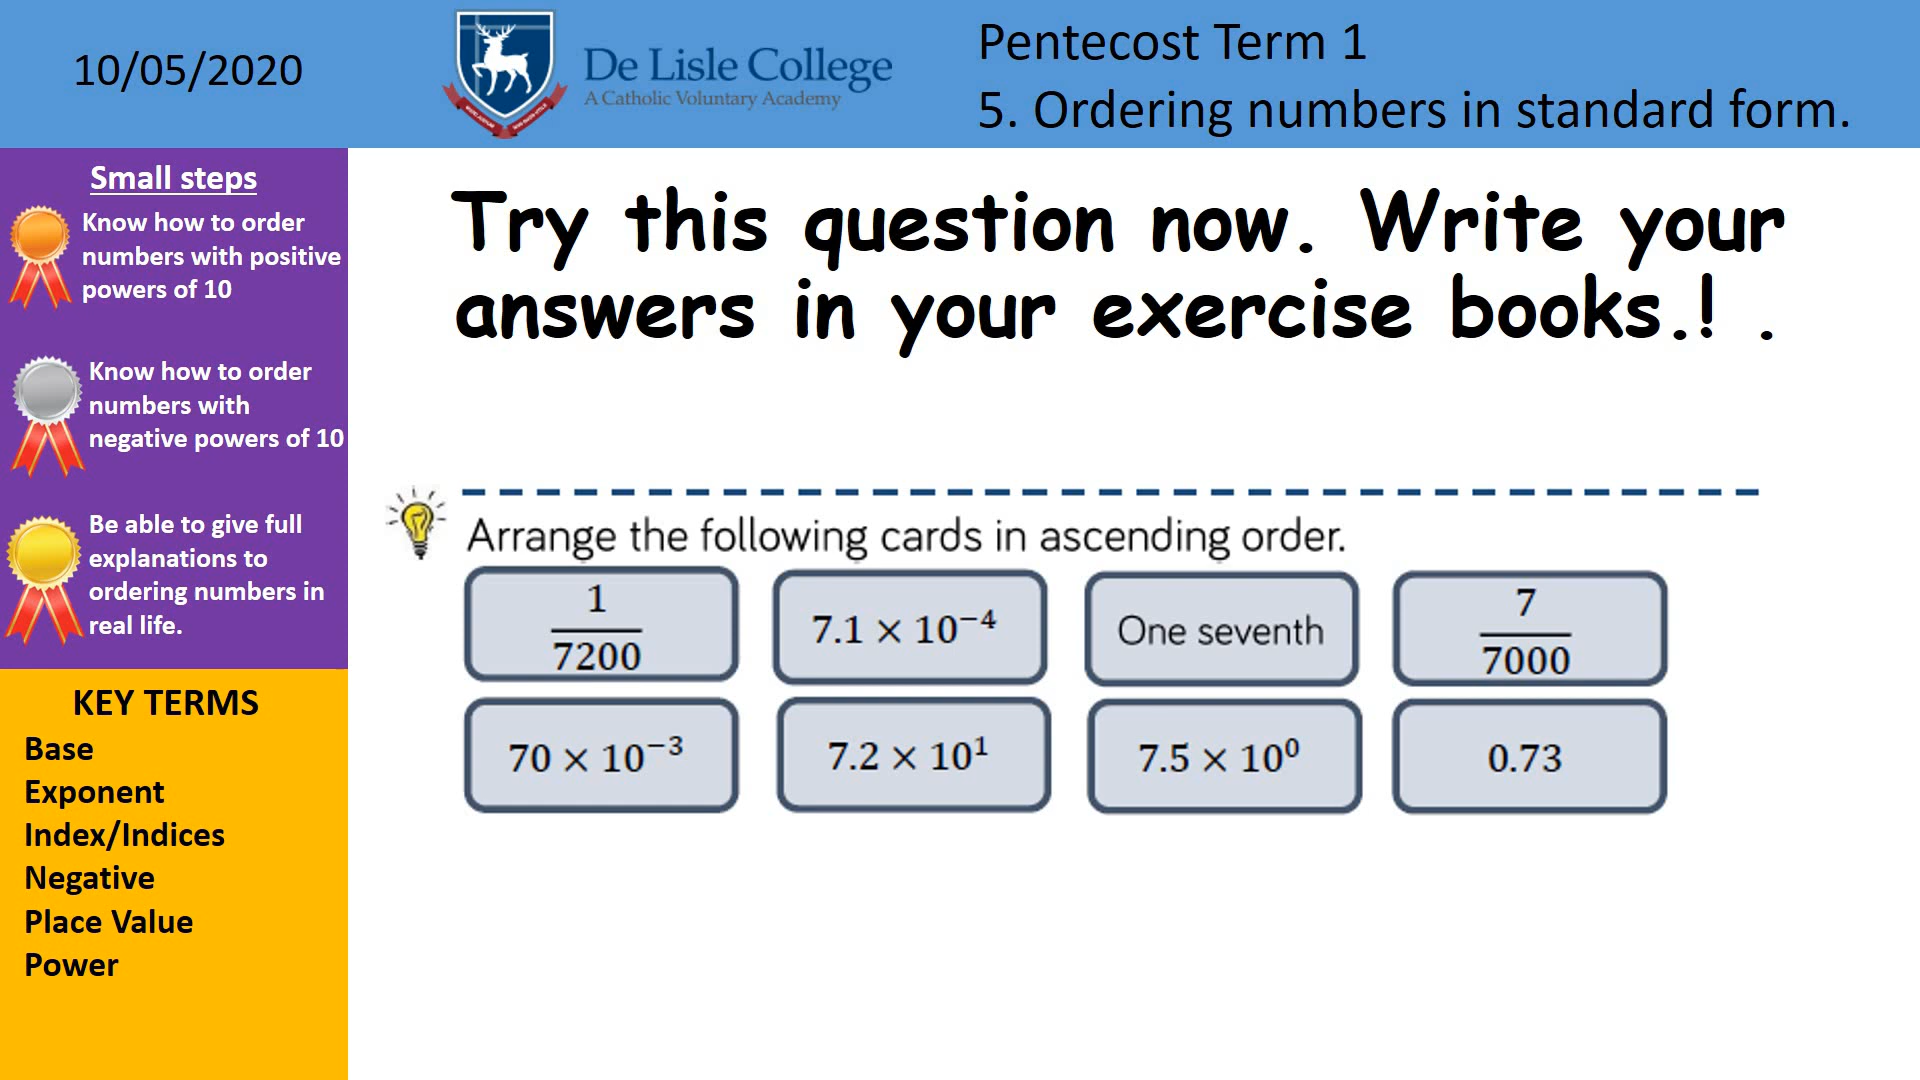 10/05/2020
De Lisle College
A Catholic Voluntary Academy
Pentecost Term 1
5. Ordering numbers in standard form.
Small steps
Know how to order
numbers with positive
powers of 10
Know how to order
numbers with
negative powers of 10
Be able to give full
explanations to
ordering numbers in
real life.
KEY TERMS
Base
Exponent
Index/Indices
Negative
Place Value
Power
Try this question now. Write your
answers in your exercise books.! .
Arrange the following cards in ascending order.
1/7200
7.1 × 10⁻⁴
One seventh
7/7000
70 × 10⁻³
7.2 × 10¹
7.5 × 10⁰
0.73